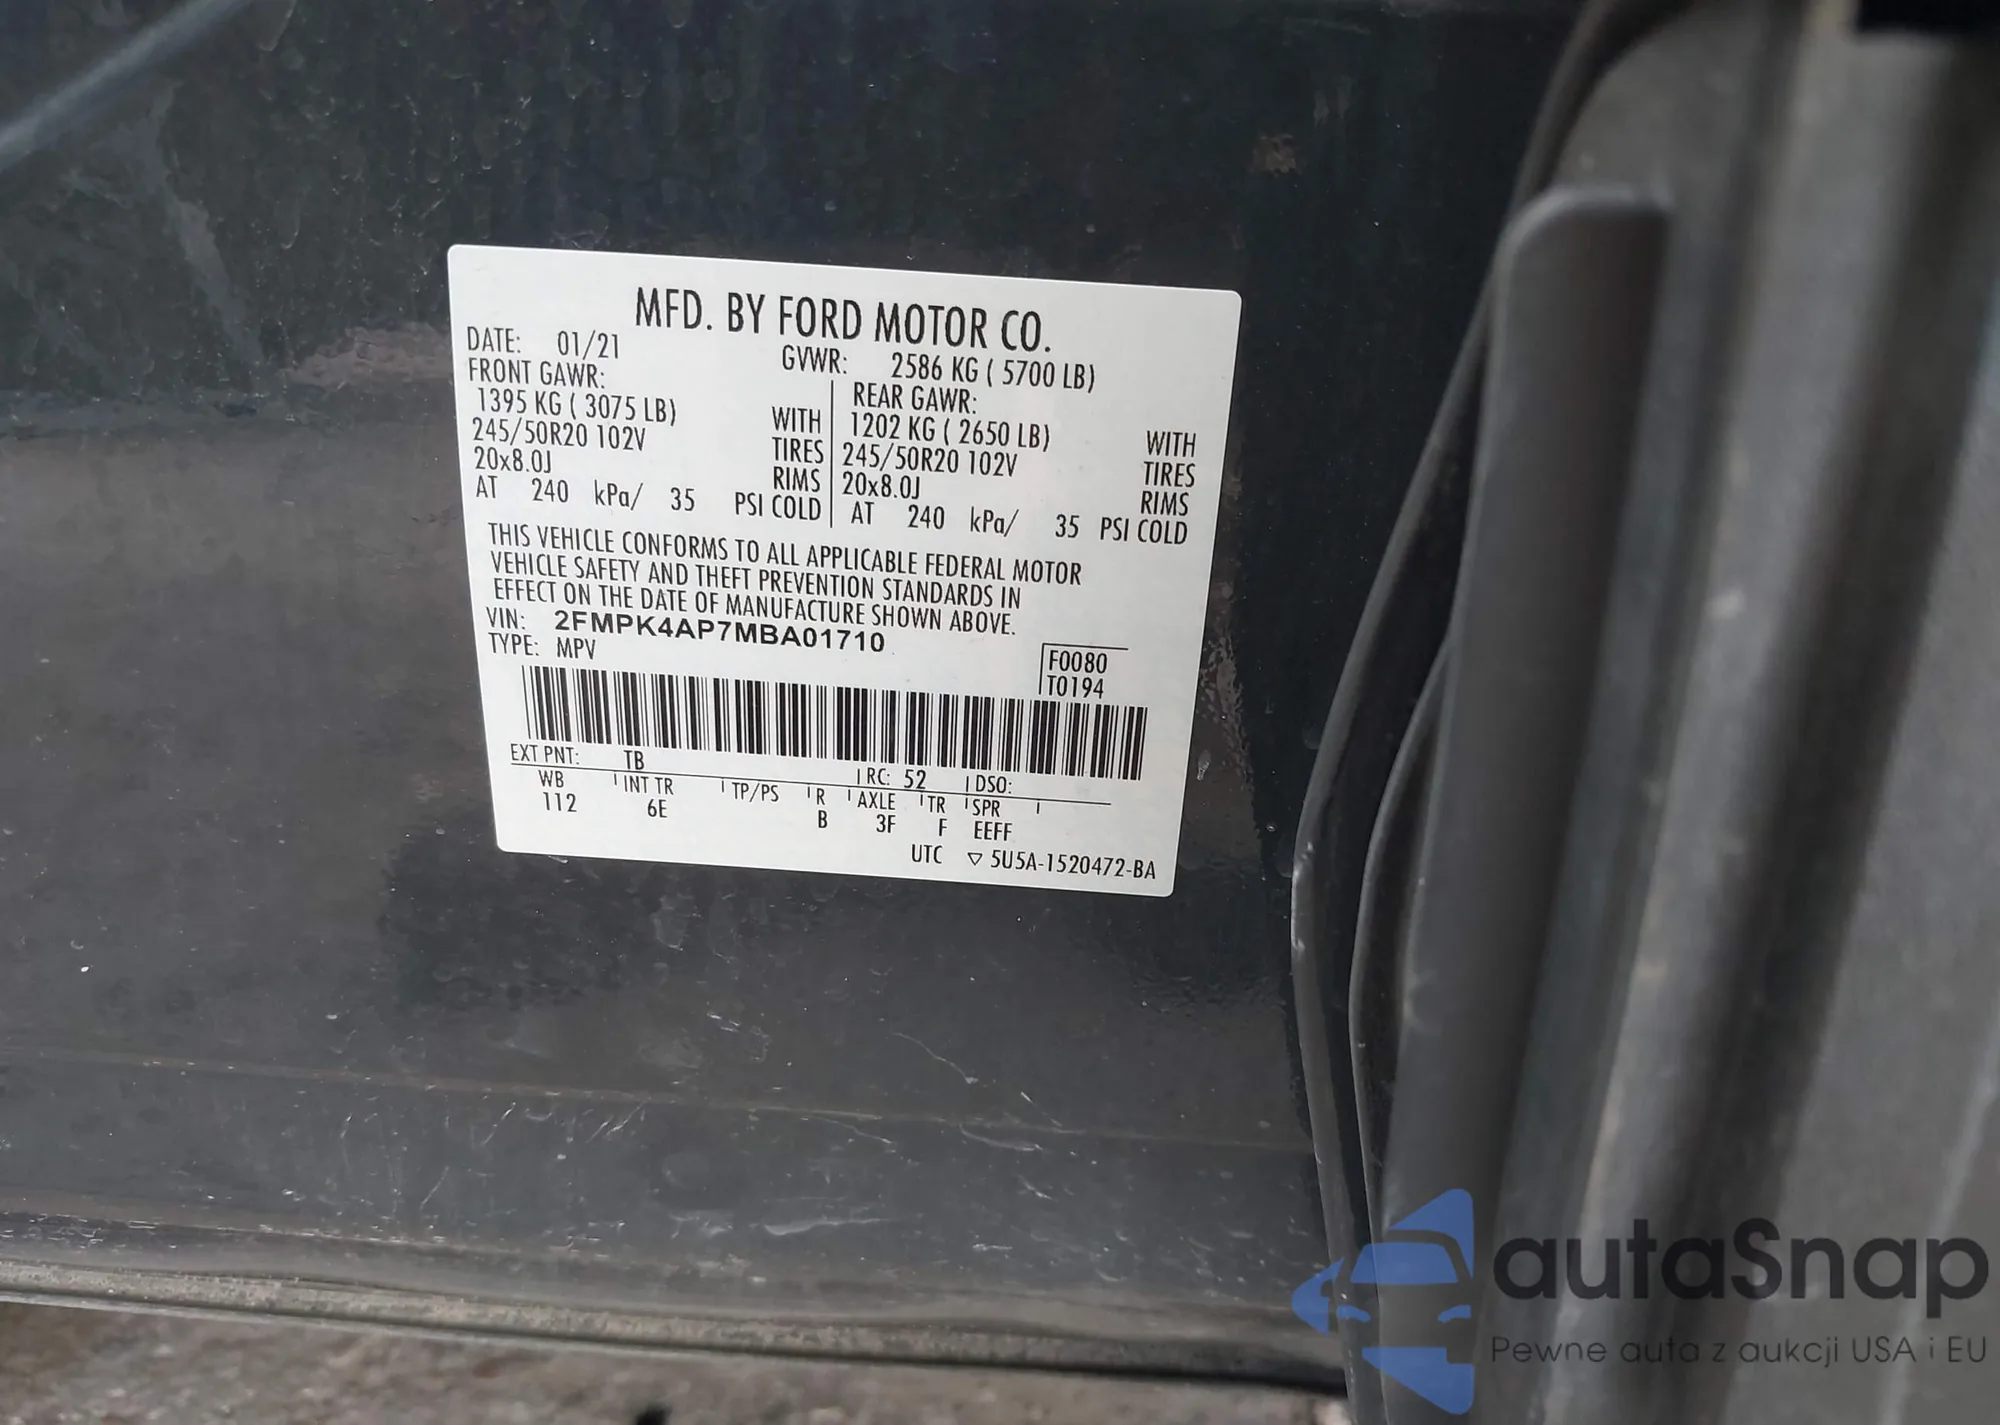 MFD. BY FORD MOTOR CO.
DATE: 01/21 GVWR: 2586 KG ( 5700 LB)
FRONT GAWR: REAR GAWR:
1395 KG ( 3075 LB) WITH 1202 KG ( 2650 LB) WITH
245/50R20 102V TIRES 245/50R20 102V TIRES
20x8.0J RIMS 20x8.0J RIMS
AT 240 kPa/ 35 PSI COLD AT 240 kPa/ 35 PSI COLD
THIS VEHICLE CONFORMS TO ALL APPLICABLE FEDERAL MOTOR
VEHICLE SAFETY AND THEFT PREVENTION STANDARDS IN
EFFECT ON THE DATE OF MANUFACTURE SHOWN ABOVE.
VIN: 2FMPK4AP7MBA01710
TYPE: MPV
F0080
T0194
EXT PNT: TB RC: 52 DSO:
WB INT TR TP/PS R AXLE TR SPR
112 6E B 3F F EEFF
UTC ▽ 5U5A-1520472-BA
autaSnap
Pewne auta z aukcji USA i EU